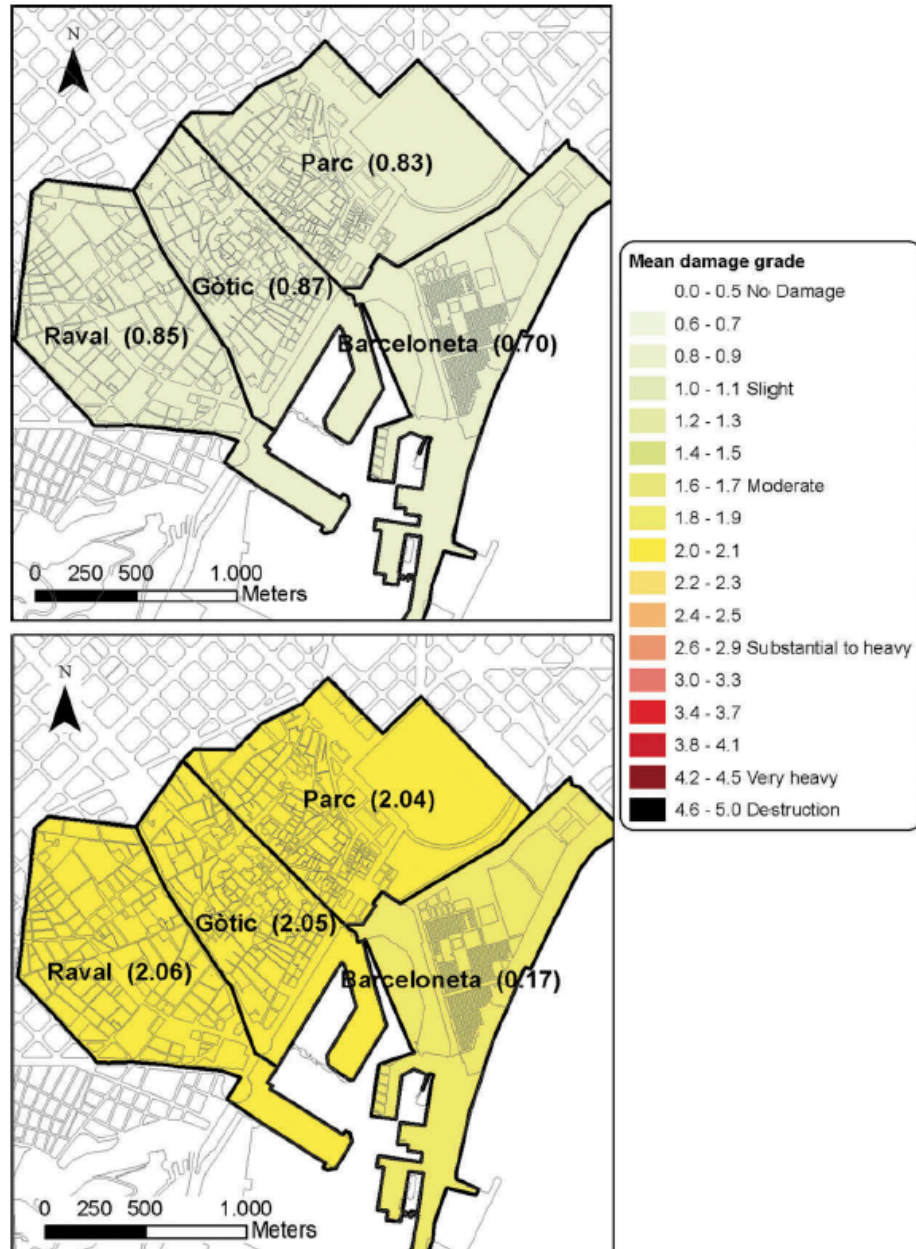 N
Parc (0.83)
Gòtic (0.87)
Raval (0.85)
Barceloneta (0.70)
0 250 500 1.000
Meters
Mean damage grade
0.0 - 0.5 No Damage
0.6 - 0.7
0.8 - 0.9
1.0 - 1.1 Slight
1.2 - 1.3
1.4 - 1.5
1.6 - 1.7 Moderate
1.8 - 1.9
2.0 - 2.1
2.2 - 2.3
2.4 - 2.5
2.6 - 2.9 Substantial to heavy
3.0 - 3.3
3.4 - 3.7
3.8 - 4.1
4.2 - 4.5 Very heavy
4.6 - 5.0 Destruction
N
Parc (2.04)
Gòtic (2.05)
Raval (2.06)
Barceloneta (0.17)
0 250 500 1.000
Meters